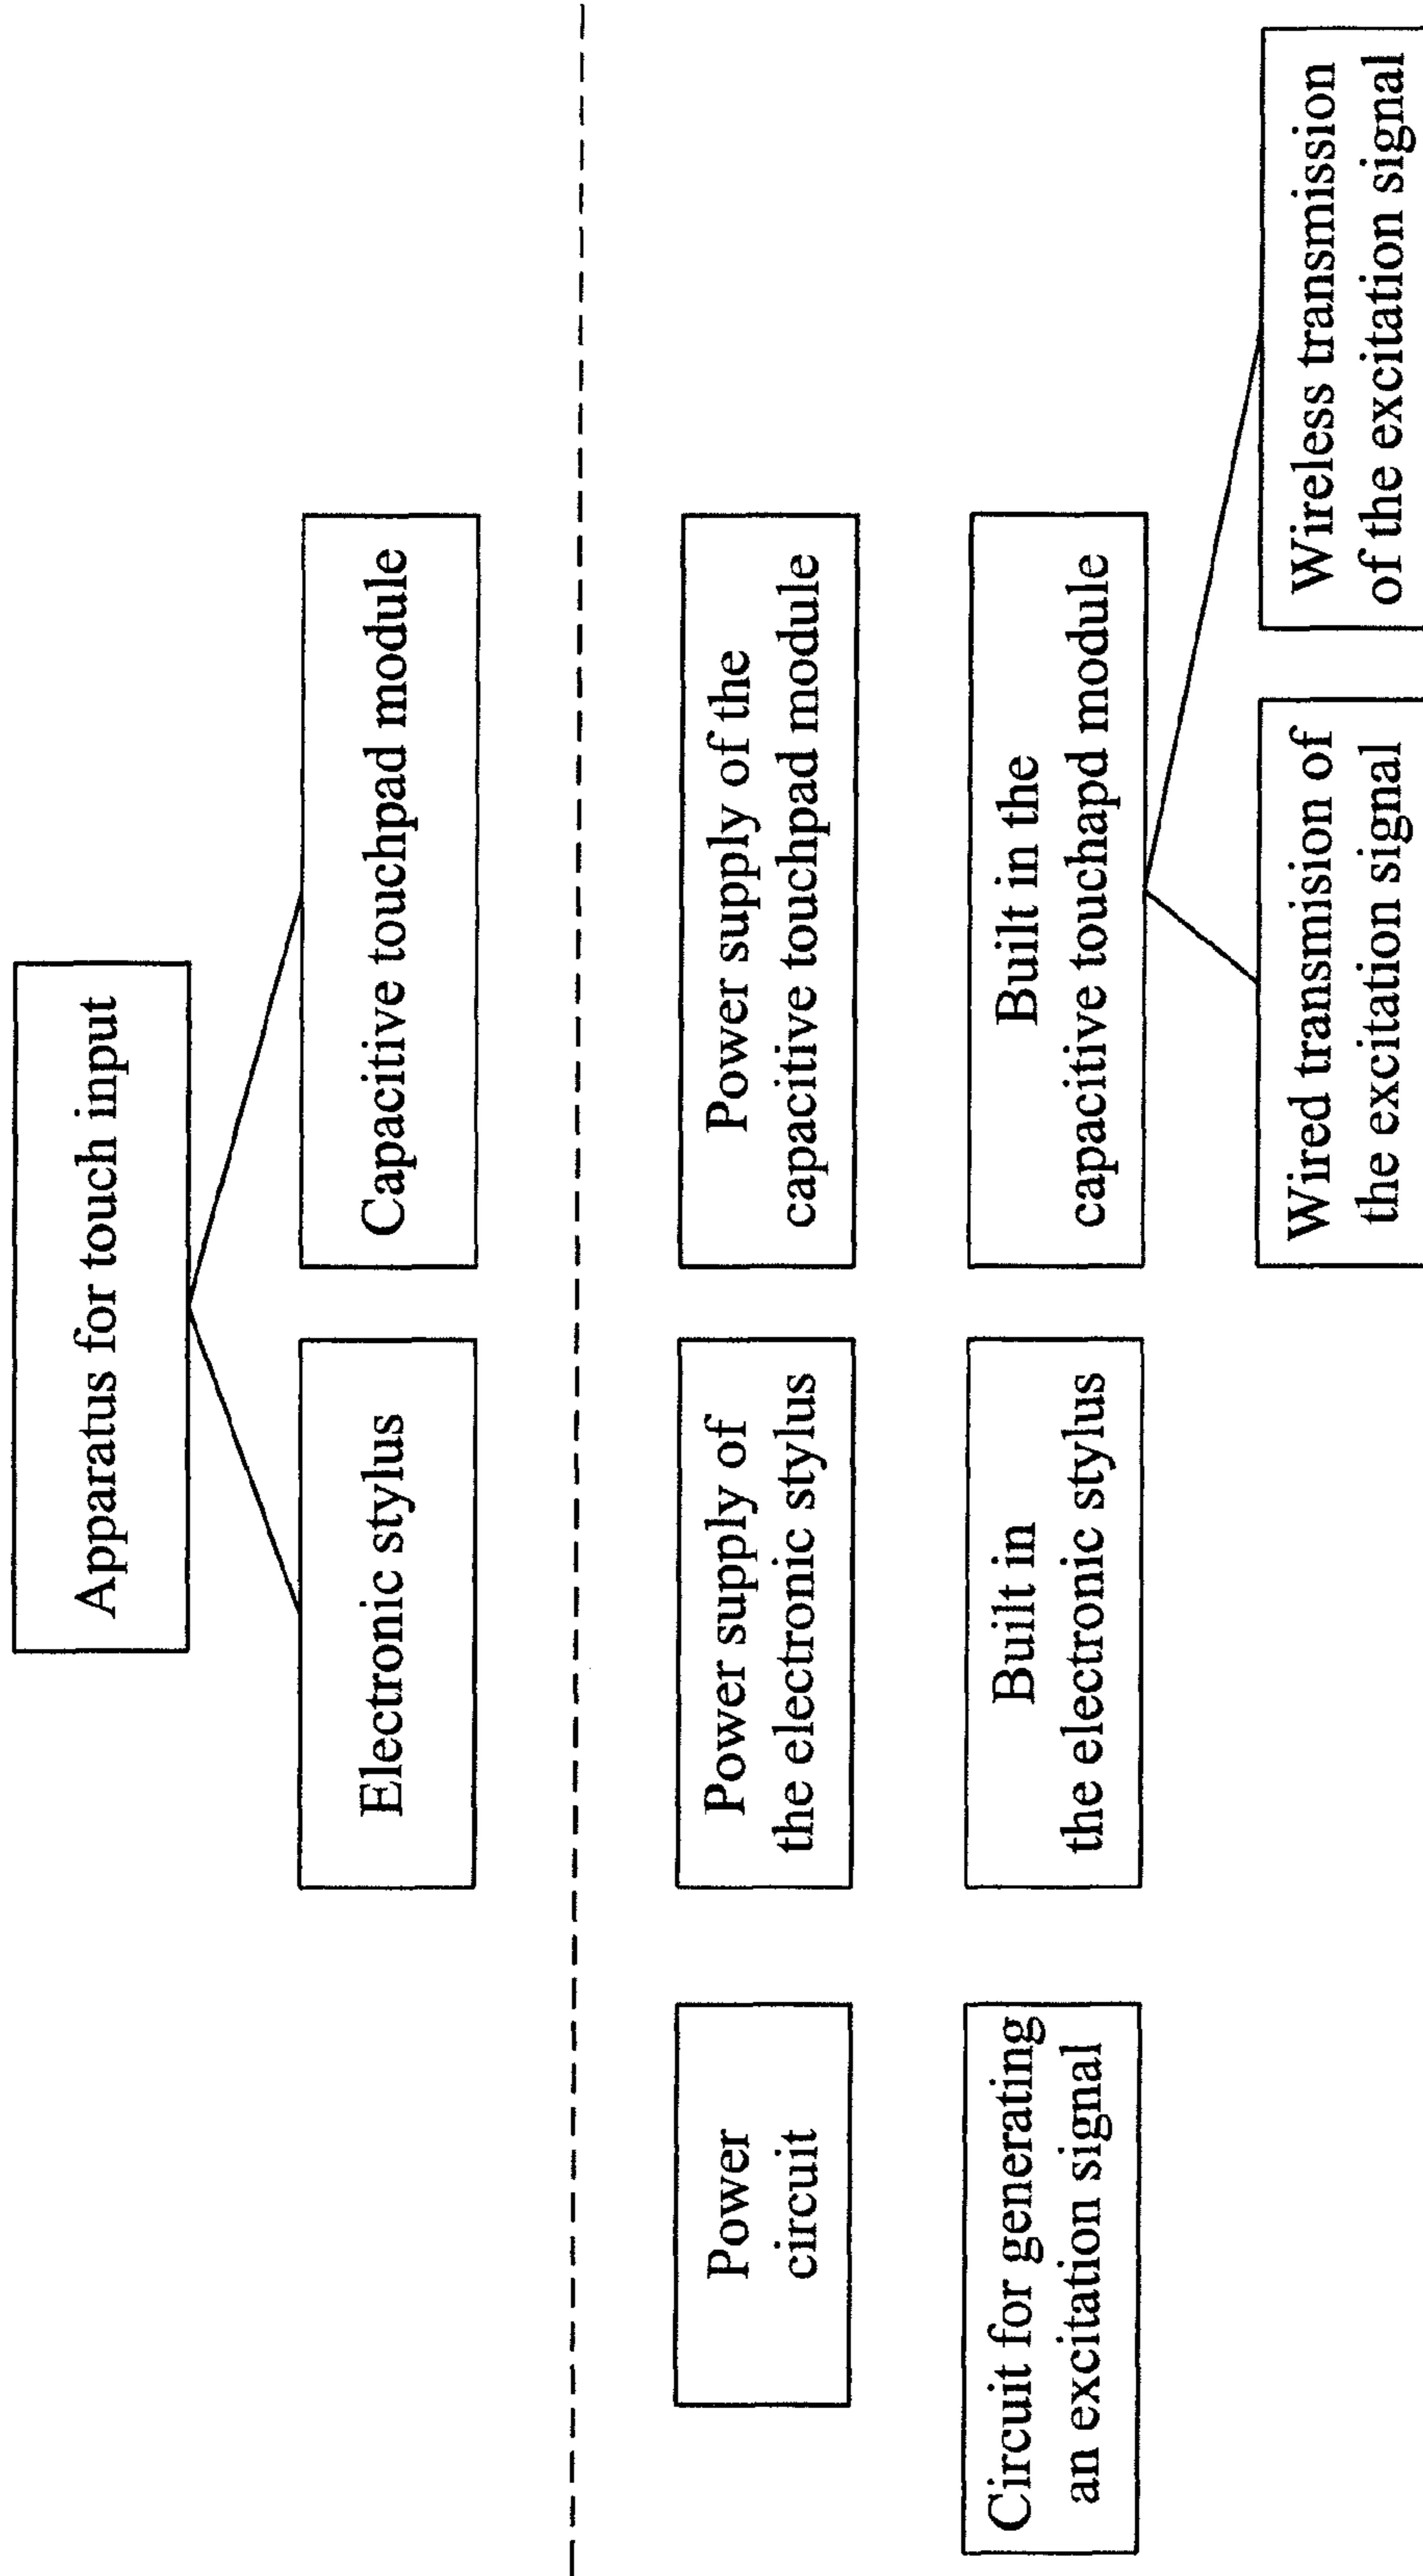 Apparatus for touch input
Electronic stylus
Capacitive touchpad module
Power
circuit
Power supply of
the electronic stylus
Power supply of the
capacitive touchpad module
Circuit for generating
an excitation signal
Built in
the electronic stylus
Built in the
capacitive touchapd module
Wired transmision of
the excitation signal
Wireless transmission
of the excitation signal